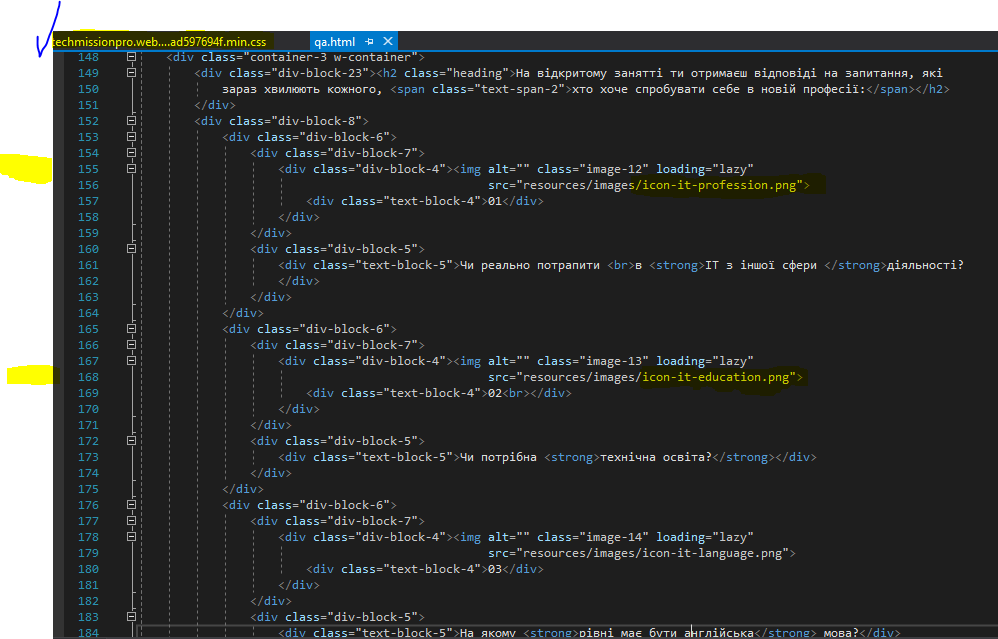 techmissionpro.web....ad597694f.min.css qa.html
148 <div class="container-3 w-container">
149 <div class="div-block-23"><h2 class="heading">На відкритому занятті ти отримаєш відповіді на запитання, які
150 зараз хвилюють кожного, <span class="text-span-2">хто хоче спробувати себе в новій професії:</span></h2>
151 </div>
152 <div class="div-block-8">
153 <div class="div-block-6">
154 <div class="div-block-7">
155 <div class="div-block-4"><img alt="" class="image-12" loading="lazy"
156 src="resources/images/icon-it-profession.png">
157 <div class="text-block-4">01</div>
158 </div>
159 </div>
160 <div class="div-block-5">
161 <div class="text-block-5">Чи реально потрапити <br>в <strong>ІТ з іншої сфери </strong>діяльності?
162 </div>
163 </div>
164 </div>
165 <div class="div-block-6">
166 <div class="div-block-7">
167 <div class="div-block-4"><img alt="" class="image-13" loading="lazy"
168 src="resources/images/icon-it-education.png">
169 <div class="text-block-4">02<br></div>
170 </div>
171 </div>
172 <div class="div-block-5">
173 <div class="text-block-5">Чи потрібна <strong>технічна освіта?</strong></div>
174 </div>
175 </div>
176 <div class="div-block-6">
177 <div class="div-block-7">
178 <div class="div-block-4"><img alt="" class="image-14" loading="lazy"
179 src="resources/images/icon-it-language.png">
180 <div class="text-block-4">03</div>
181 </div>
182 </div>
183 <div class="div-block-5">
184 <div class="text-block-5">На якому <strong>рівні має бути англійська</strong> мова?</div>